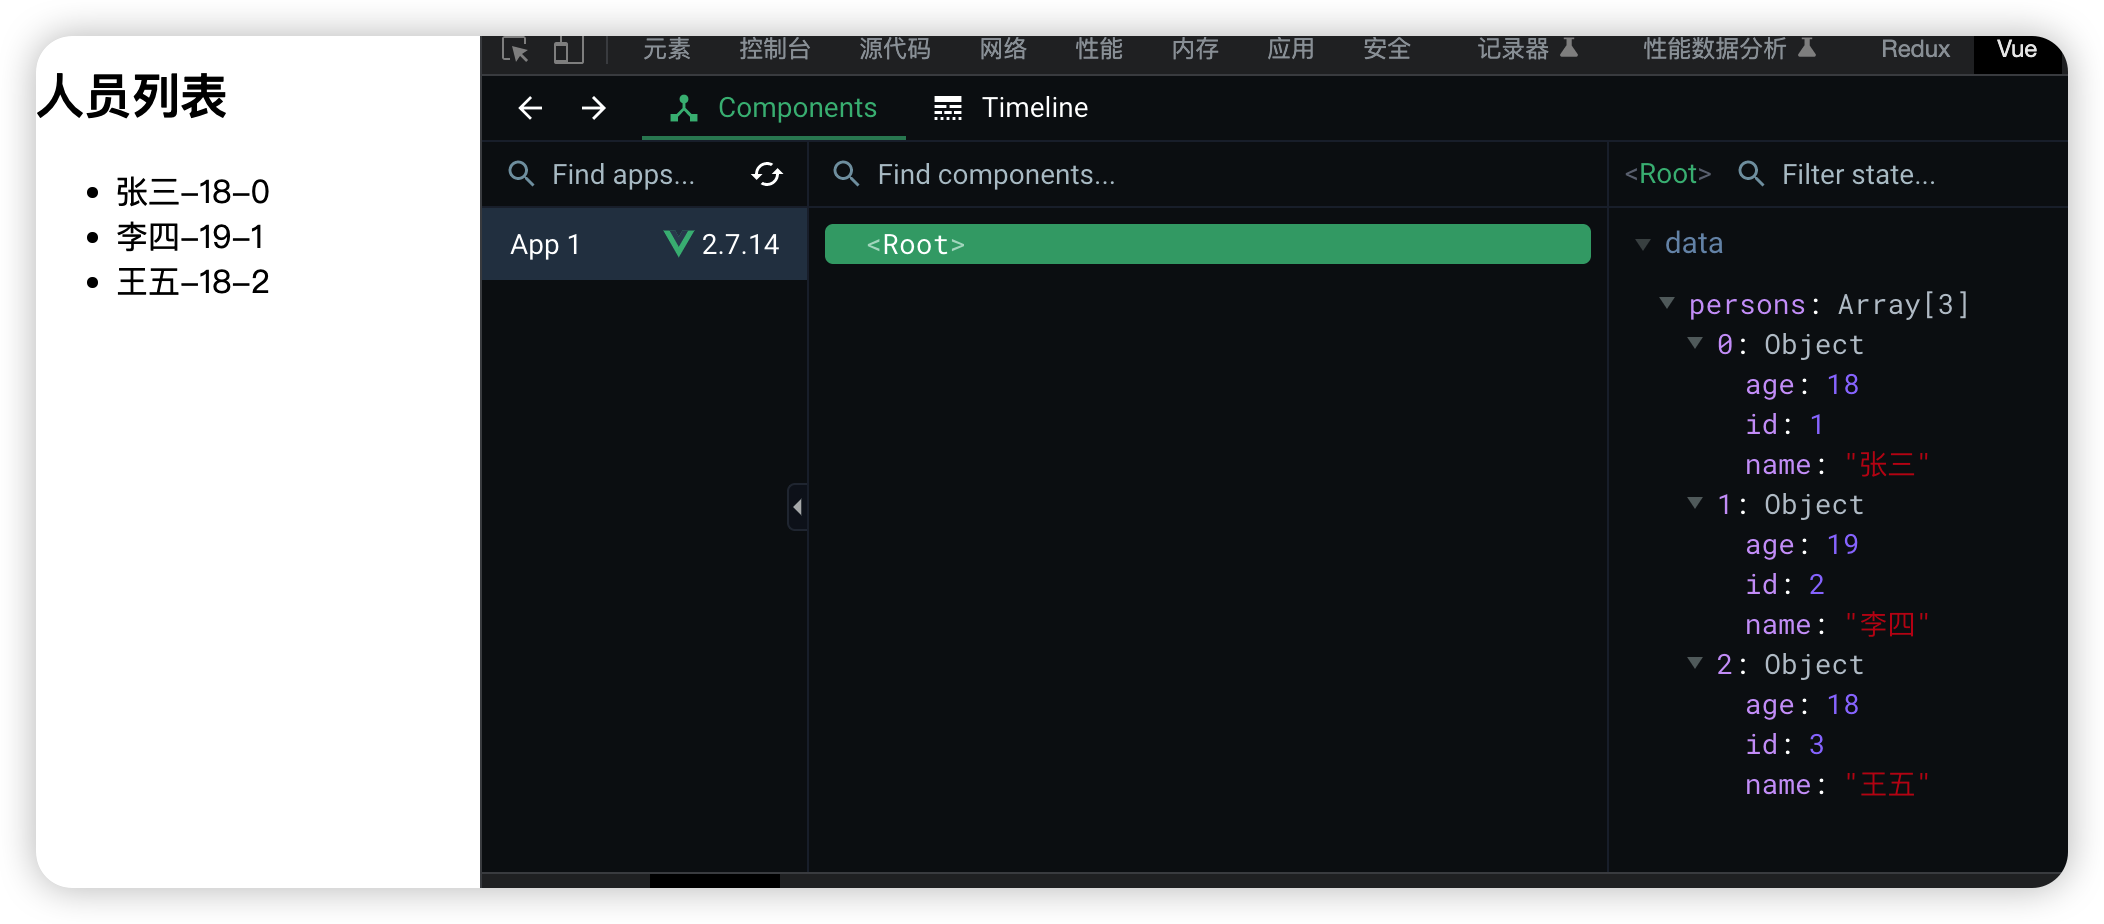 人员列表
张三–18–0
李四–19–1
王五–18–2
元素 控制台 源代码 网络 性能 内存 应用 安全 记录器 性能数据分析 Redux Vue
Components Timeline
Find apps... Find components... <Root> Filter state...
App 1 2.7.14 <Root> data
persons: Array[3]
0: Object
age: 18
id: 1
name: "张三"
1: Object
age: 19
id: 2
name: "李四"
2: Object
age: 18
id: 3
name: "王五"